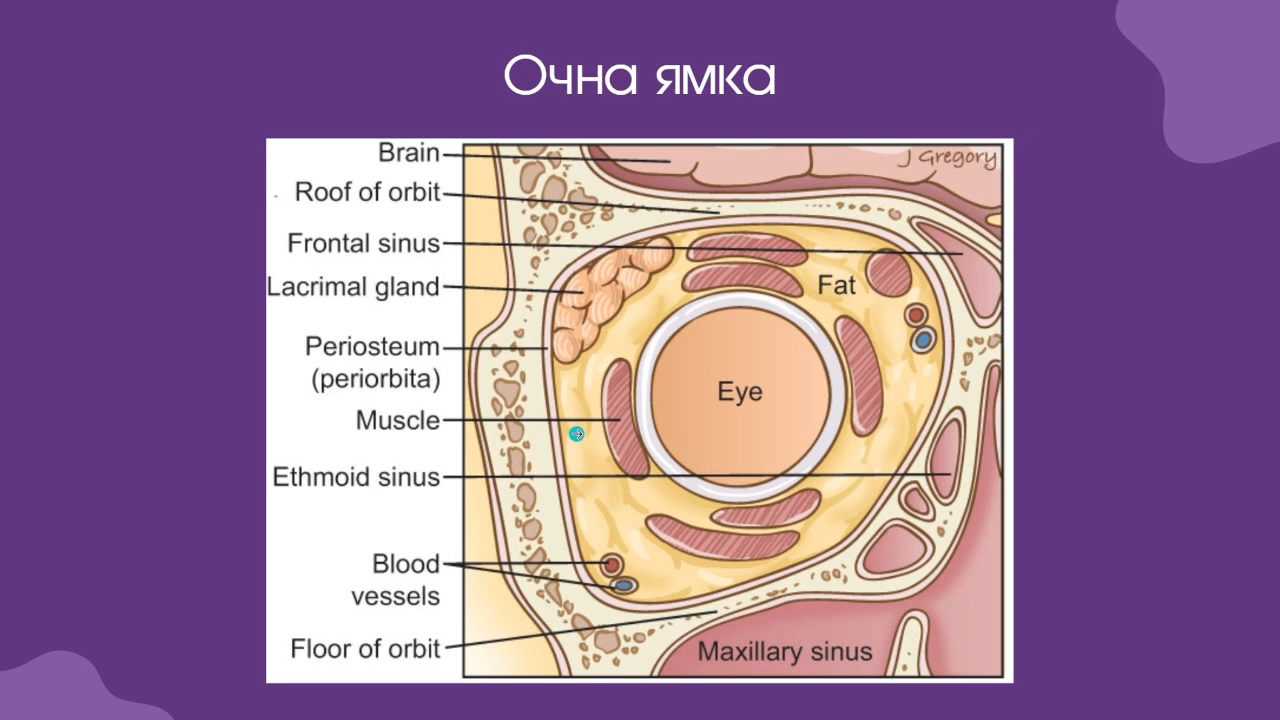 Очна ямка
Brain
J Gregory
Roof of orbit
Frontal sinus
Lacrimal gland
Fat
Periosteum
(periorbita)
Eye
Muscle
Ethmoid sinus
Blood
vessels
Floor of orbit
Maxillary sinus